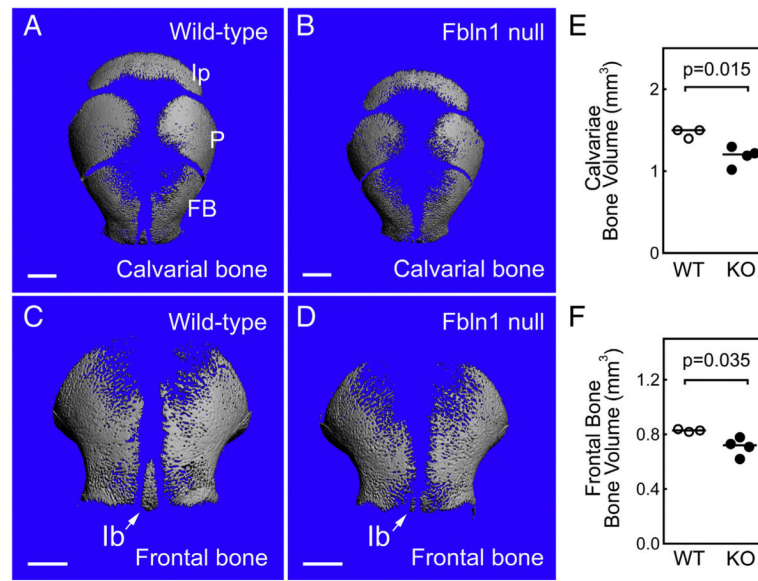 A
Wild-type
Ip
P
FB
Calvarial bone
B
Fbln1 null
Calvarial bone
C
Wild-type
Ib
Frontal bone
D
Fbln1 null
Ib
Frontal bone
E
p=0.015
Calvariae
Bone Volume (mm³)
2
1
0
WT KO
F
p=0.035
Frontal Bone
Bone Volume (mm³)
1.2
0.8
0.4
0.0
WT KO